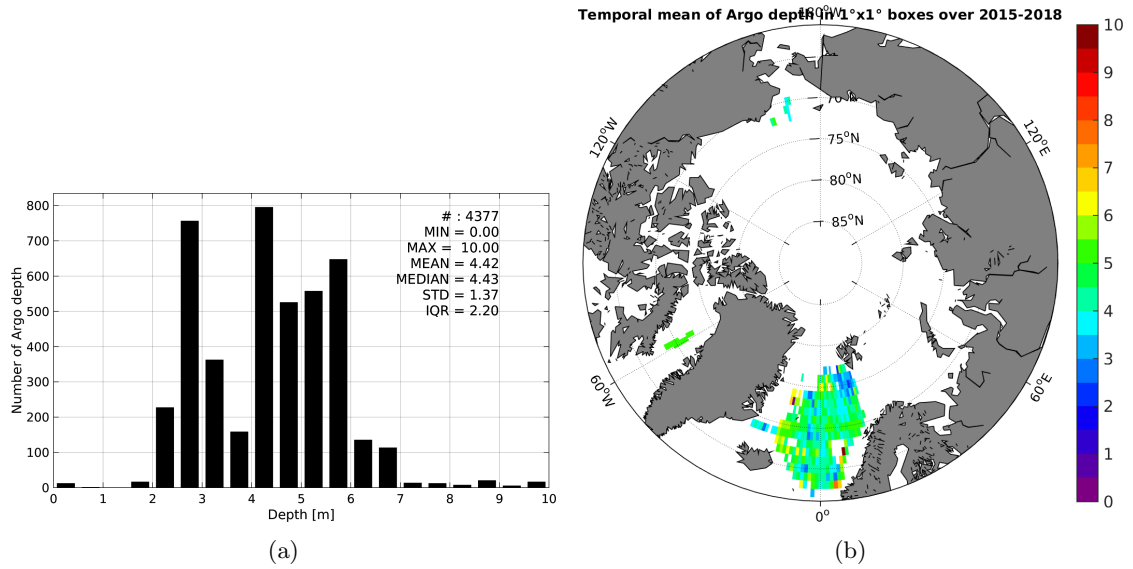 Temporal mean of Argo depth in 1°x1° boxes over 2015-2018
180°W
70°N
75°N
80°N
85°N
120°W
120°E
60°W
60°E
0°
10
9
8
7
6
5
4
3
2
1
0
800
700
600
500
400
300
200
100
0
Number of Argo depth
# : 4377
MIN = 0.00
MAX = 10.00
MEAN = 4.42
MEDIAN = 4.43
STD = 1.37
IQR = 2.20
0 1 2 3 4 5 6 7 8 9 10
Depth [m]
(a)
(b)